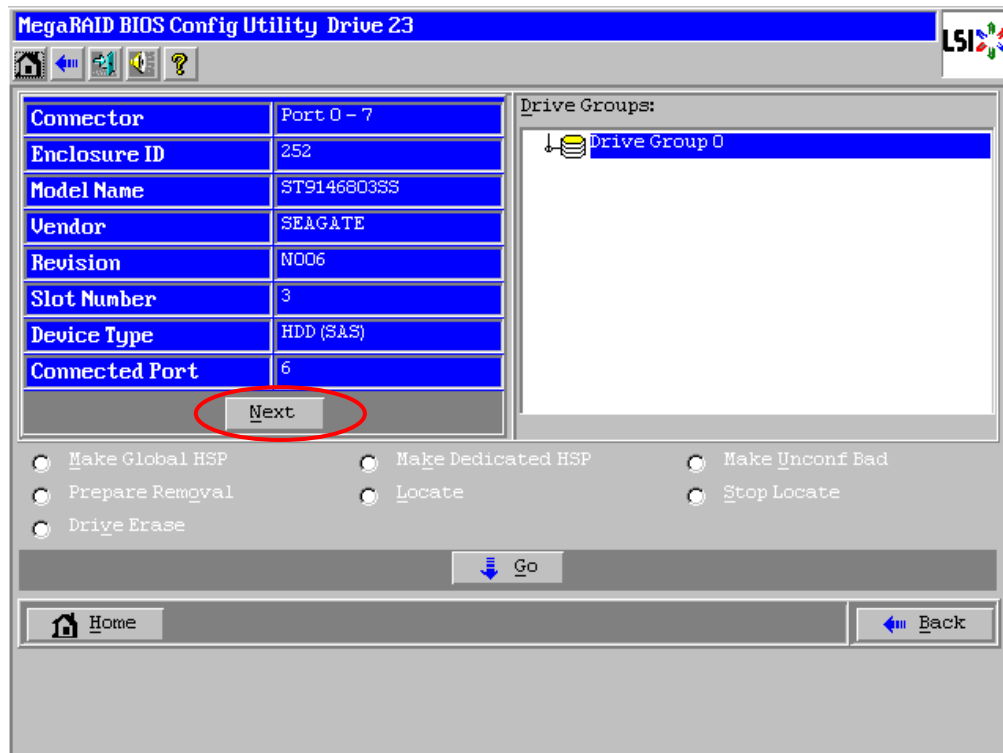 MegaRAID BIOS Config Utility Drive 23
LSI
?
Connector Port 0 – 7
Enclosure ID 252
Model Name ST9146803SS
Vendor SEAGATE
Revision N006
Slot Number 3
Device Type HDD (SAS)
Connected Port 6
Next
Drive Groups:
Drive Group 0
Make Global HSP Make Dedicated HSP Make Unconf Bad
Prepare Removal Locate Stop Locate
Drive Erase
Go
Home Back